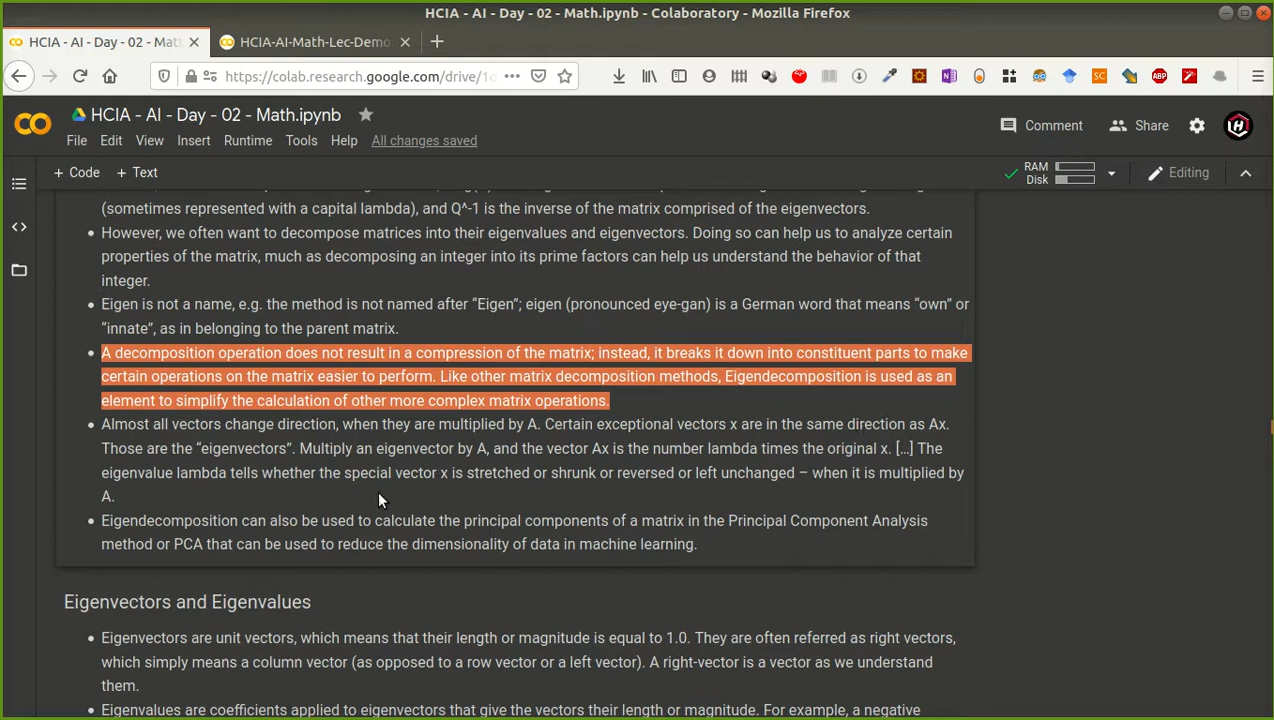 HCIA - AI - Day - 02 - Math.ipynb - Colaboratory - Mozilla Firefox
HCIA - AI - Day - 02 - Mat
HCIA-AI-Math-Lec-Demo
https://colab.research.google.com/drive/1
HCIA - AI - Day - 02 - Math.ipynb
File Edit View Insert Runtime Tools Help All changes saved
Comment Share
+ Code + Text
RAM
Disk
Editing
(sometimes represented with a capital lambda), and Q^-1 is the inverse of the matrix comprised of the eigenvectors.
However, we often want to decompose matrices into their eigenvalues and eigenvectors. Doing so can help us to analyze certain
properties of the matrix, much as decomposing an integer into its prime factors can help us understand the behavior of that
integer.
Eigen is not a name, e.g. the method is not named after “Eigen”; eigen (pronounced eye-gan) is a German word that means “own” or
“innate”, as in belonging to the parent matrix.
A decomposition operation does not result in a compression of the matrix; instead, it breaks it down into constituent parts to make
certain operations on the matrix easier to perform. Like other matrix decomposition methods, Eigendecomposition is used as an
element to simplify the calculation of other more complex matrix operations.
Almost all vectors change direction, when they are multiplied by A. Certain exceptional vectors x are in the same direction as Ax.
Those are the “eigenvectors”. Multiply an eigenvector by A, and the vector Ax is the number lambda times the original x. […] The
eigenvalue lambda tells whether the special vector x is stretched or shrunk or reversed or left unchanged – when it is multiplied by
A.
Eigendecomposition can also be used to calculate the principal components of a matrix in the Principal Component Analysis
method or PCA that can be used to reduce the dimensionality of data in machine learning.
Eigenvectors and Eigenvalues
Eigenvectors are unit vectors, which means that their length or magnitude is equal to 1.0. They are often referred as right vectors,
which simply means a column vector (as opposed to a row vector or a left vector). A right-vector is a vector as we understand
them.
Eigenvalues are coefficients applied to eigenvectors that give the vectors their length or magnitude. For example, a negative